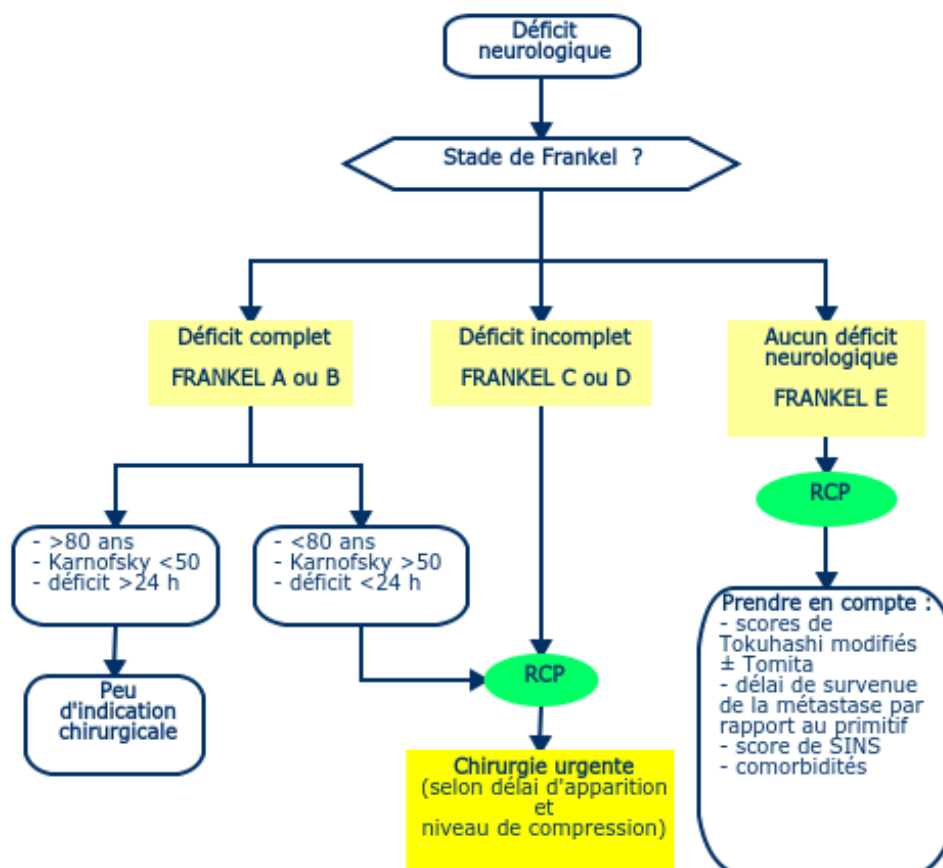 Déficit
neurologique
Stade de Frankel ?
Déficit complet
FRANKEL A ou B
Déficit incomplet
FRANKEL C ou D
Aucun déficit
neurologique
FRANKEL E
RCP
- >80 ans
- Karnofsky <50
- déficit >24 h
- <80 ans
- Karnofsky >50
- déficit <24 h
Prendre en compte :
- scores de
Tokuhashi modifiés
± Tomita
- délai de survenue
de la métastase par
rapport au primitif
- score de SINS
- comorbidités
Peu
d'indication
chirurgicale
RCP
Chirurgie urgente
(selon délai d'apparition
et
niveau de compression)